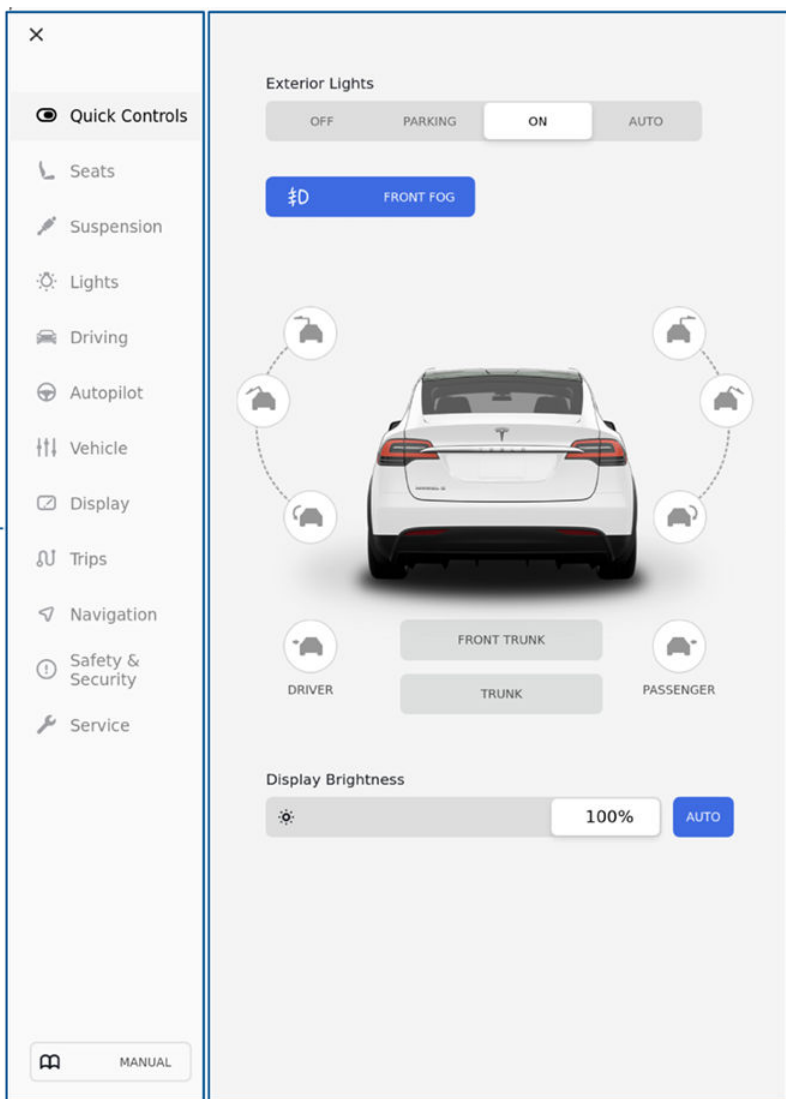 Quick Controls
Seats
Suspension
Lights
Driving
Autopilot
Vehicle
Display
Trips
Navigation
Safety &
Security
Service
MANUAL
Exterior Lights
OFF PARKING ON AUTO
FRONT FOG
DRIVER
FRONT TRUNK
TRUNK
PASSENGER
Display Brightness
100% AUTO